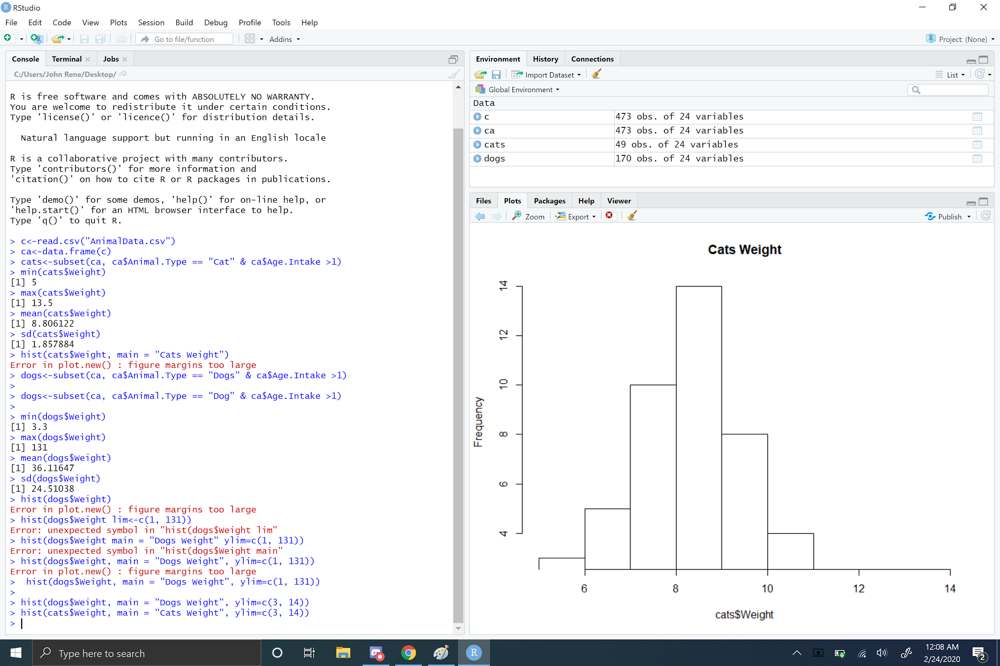 RStudio
File Edit Code View Plots Session Build Debug Profile Tools Help
Go to file/function Addins Project: (None)
Console Terminal Jobs
C:/Users/John Rene/Desktop/
R is free software and comes with ABSOLUTELY NO WARRANTY.
You are welcome to redistribute it under certain conditions.
Type 'license()' or 'licence()' for distribution details.
Natural language support but running in an English locale
R is a collaborative project with many contributors.
Type 'contributors()' for more information and
'citation()' on how to cite R or R packages in publications.
Type 'demo()' for some demos, 'help()' for on-line help, or
'help.start()' for an HTML browser interface to help.
Type 'q()' to quit R.
> c<-read.csv("AnimalData.csv")
> ca<-data.frame(c)
> cats<-subset(ca, ca$Animal.Type == "Cat" & ca$Age.Intake >1)
> min(cats$Weight)
[1] 5
> max(cats$Weight)
[1] 13.5
> mean(cats$Weight)
[1] 8.806122
> sd(cats$Weight)
[1] 1.857884
> hist(cats$Weight, main = "Cats Weight")
Error in plot.new() : figure margins too large
> dogs<-subset(ca, ca$Animal.Type == "Dogs" & ca$Age.Intake >1)
>
> dogs<-subset(ca, ca$Animal.Type == "Dog" & ca$Age.Intake >1)
>
> min(dogs$Weight)
[1] 3.3
> max(dogs$Weight)
[1] 131
> mean(dogs$Weight)
[1] 36.11647
> sd(dogs$Weight)
[1] 24.51038
> hist(dogs$Weight)
Error in plot.new() : figure margins too large
> hist(dogs$Weight lim<-c(1, 131))
Error: unexpected symbol in "hist(dogs$Weight lim"
> hist(dogs$Weight main = "Dogs Weight" ylim=c(1, 131))
Error: unexpected symbol in "hist(dogs$Weight main"
> hist(dogs$Weight, main = "Dogs Weight", ylim=c(1, 131))
Error in plot.new() : figure margins too large
>  hist(dogs$Weight, main = "Dogs Weight", ylim=c(1, 131))
>
> hist(dogs$Weight, main = "Dogs Weight", ylim=c(3, 14))
> hist(cats$Weight, main = "Cats Weight", ylim=c(3, 14))
>
Environment History Connections
Import Dataset List
Global Environment
Data
c 473 obs. of 24 variables
ca 473 obs. of 24 variables
cats 49 obs. of 24 variables
dogs 170 obs. of 24 variables
Files Plots Packages Help Viewer
Zoom Export Publish
Cats Weight
14
12
10
8
6
4
Frequency
6 8 10 12 14
cats$Weight
Type here to search
12:08 AM
2/24/2020
2